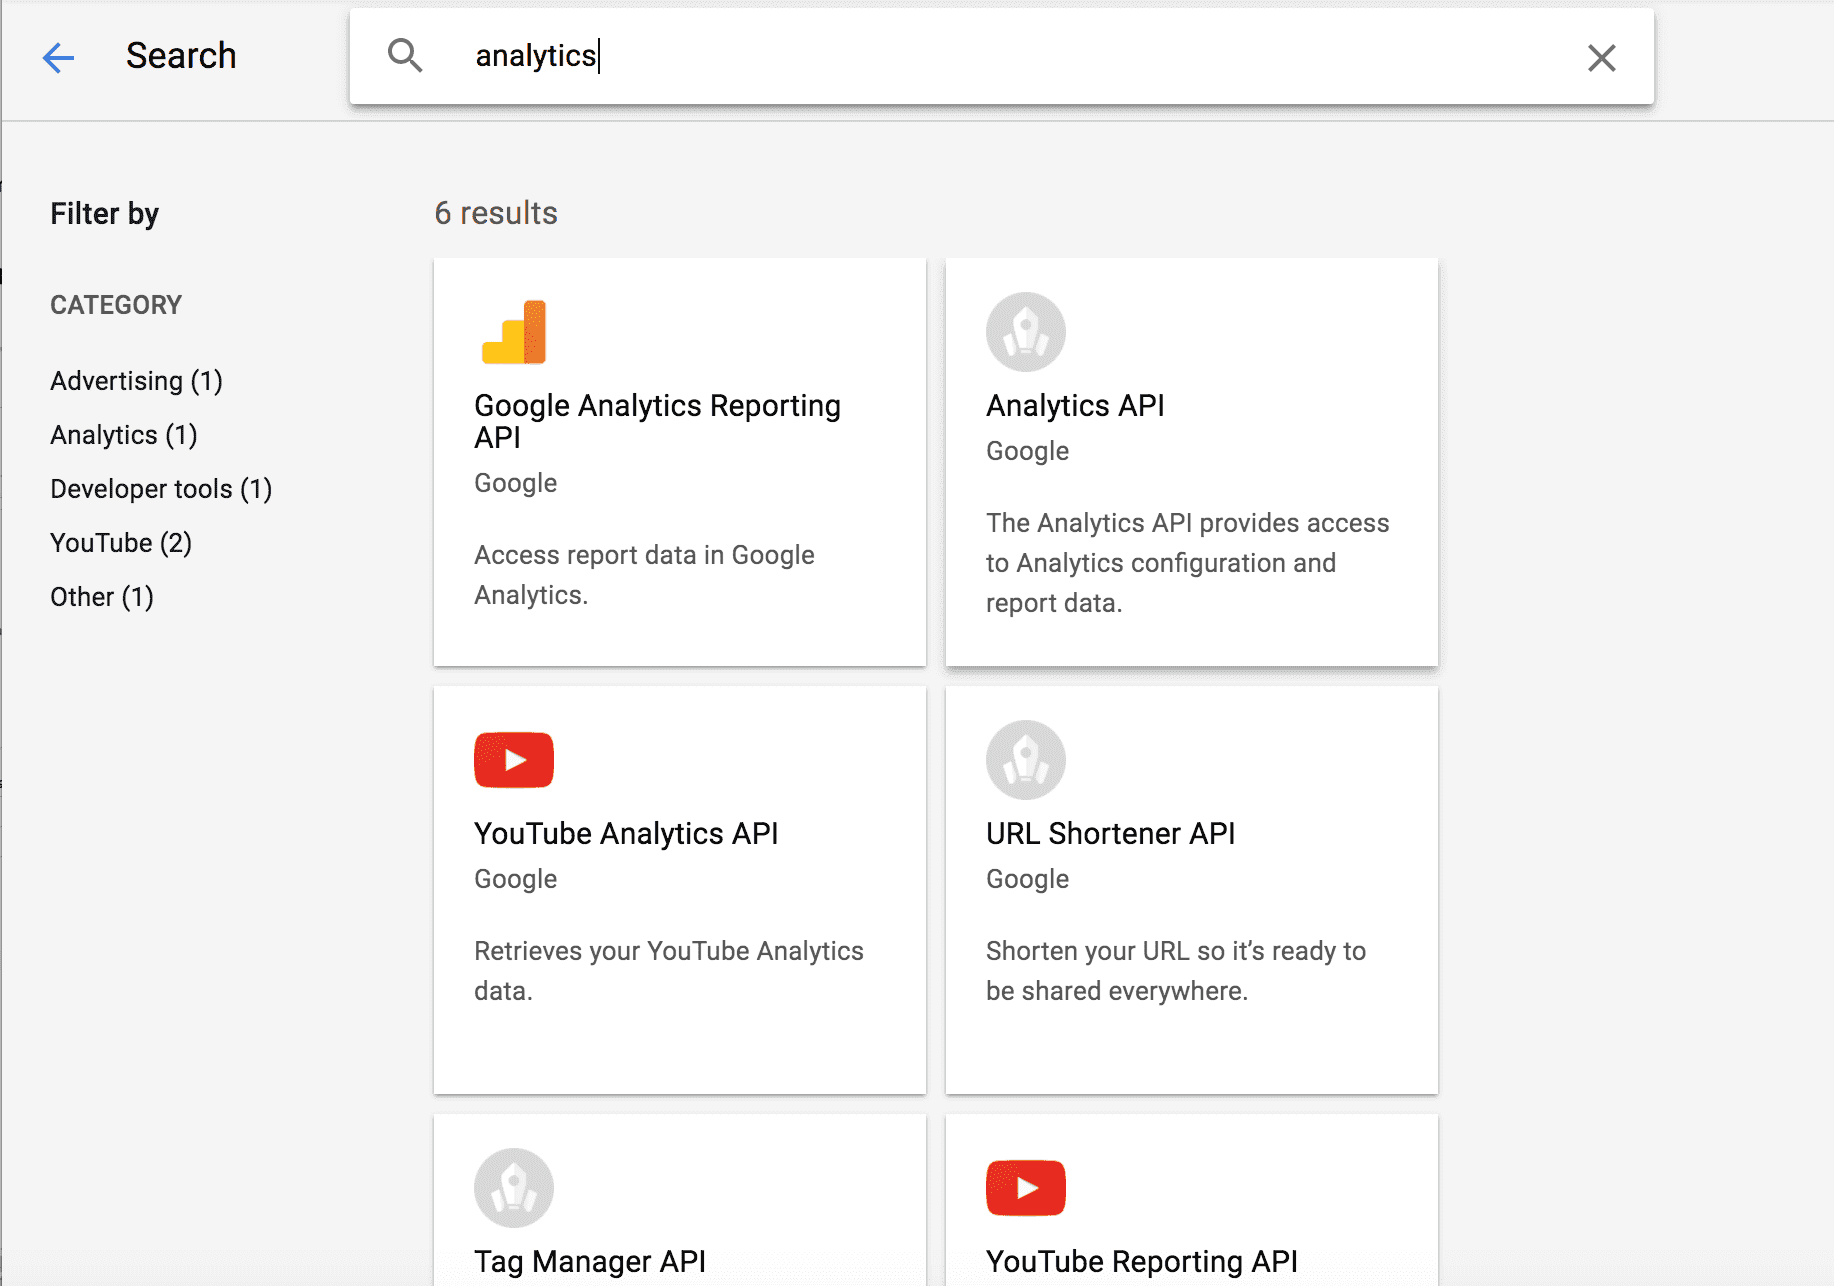 Search
analytics
Filter by
6 results
CATEGORY
Advertising (1)
Analytics (1)
Developer tools (1)
YouTube (2)
Other (1)
Google Analytics Reporting
API
Google
Access report data in Google
Analytics.
Analytics API
Google
The Analytics API provides access
to Analytics configuration and
report data.
YouTube Analytics API
Google
Retrieves your YouTube Analytics
data.
URL Shortener API
Google
Shorten your URL so it’s ready to
be shared everywhere.
Tag Manager API
YouTube Reporting API